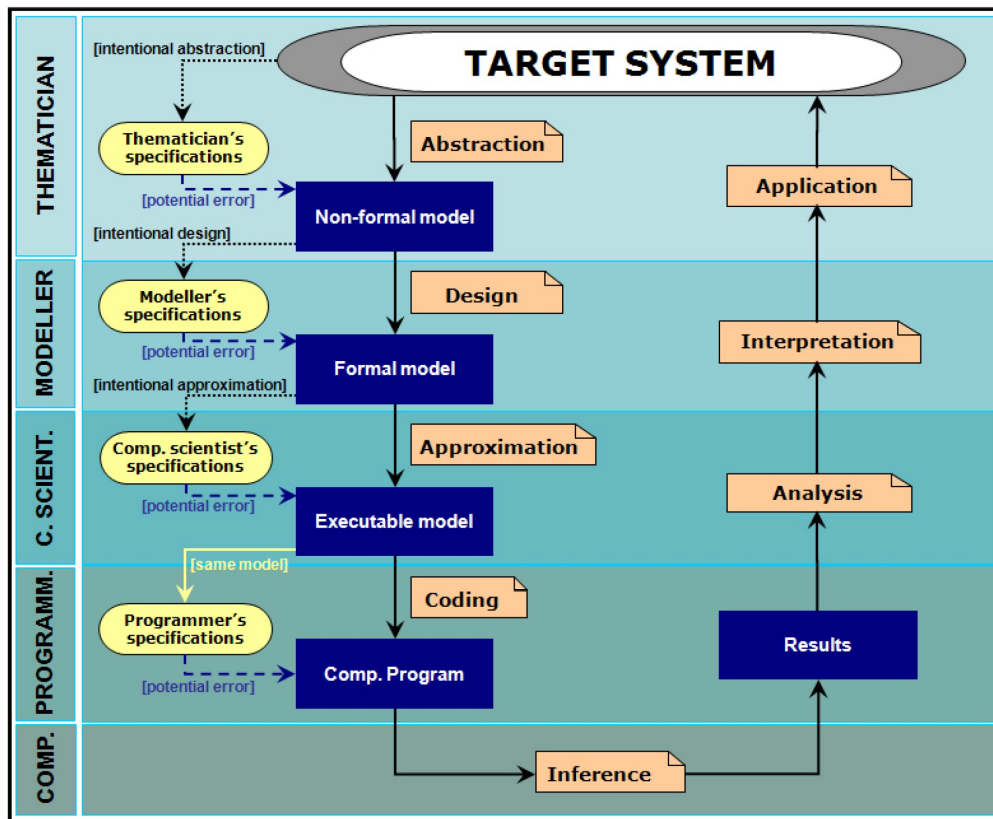 THEMATICIAN
[intentional abstraction]
TARGET SYSTEM
Thematician's
specifications
Abstraction
[potential error]
Non-formal model
Application
[intentional design]
MODELLER
Modeller's
specifications
Design
[potential error]
Formal model
Interpretation
[intentional approximation]
C. SCIENT.
Comp. scientist's
specifications
Approximation
[potential error]
Executable model
Analysis
[same model]
PROGRAMM.
Programmer's
specifications
Coding
[potential error]
Comp. Program
Results
COMP.
Inference